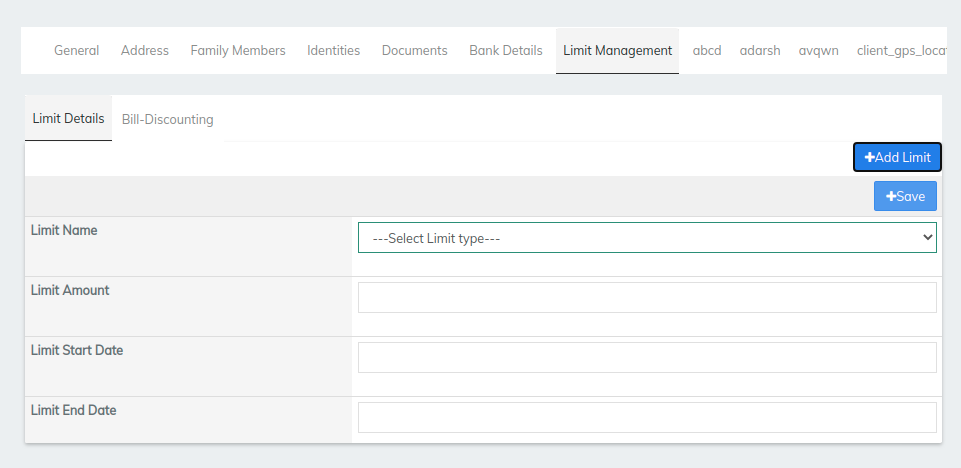 General Address Family Members Identities Documents Bank Details Limit Management abcd adarsh avqwn client_gps_loca
Limit Details Bill-Discounting
+Add Limit
+Save
Limit Name ---Select Limit type---
Limit Amount
Limit Start Date
Limit End Date